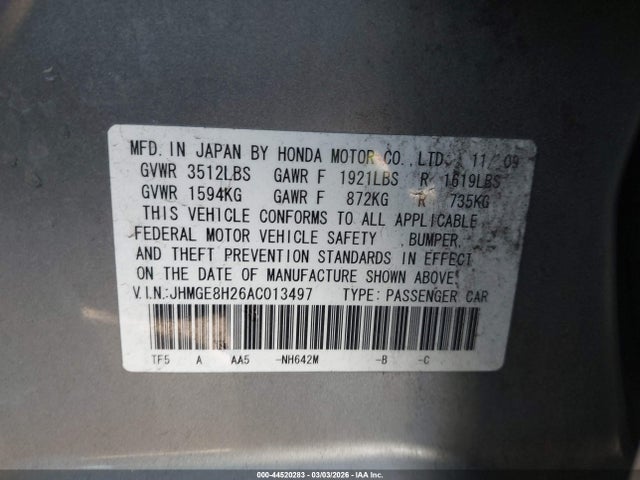 MFD. IN JAPAN BY HONDA MOTOR CO., LTD. 11/09
GVWR 3512LBS GAWR F 1921LBS R 1619LBS
GVWR 1594KG GAWR F 872KG R 735KG
THIS VEHICLE CONFORMS TO ALL APPLICABLE
FEDERAL MOTOR VEHICLE SAFETY, BUMPER,
AND THEFT PREVENTION STANDARDS IN EFFECT
ON THE DATE OF MANUFACTURE SHOWN ABOVE.
V.I.N.:JHMGE8H26AC013497 TYPE: PASSENGER CAR
TF5 A AA5 -NH642M -B -C
000-44520283 - 03/03/2026 - IAA Inc.